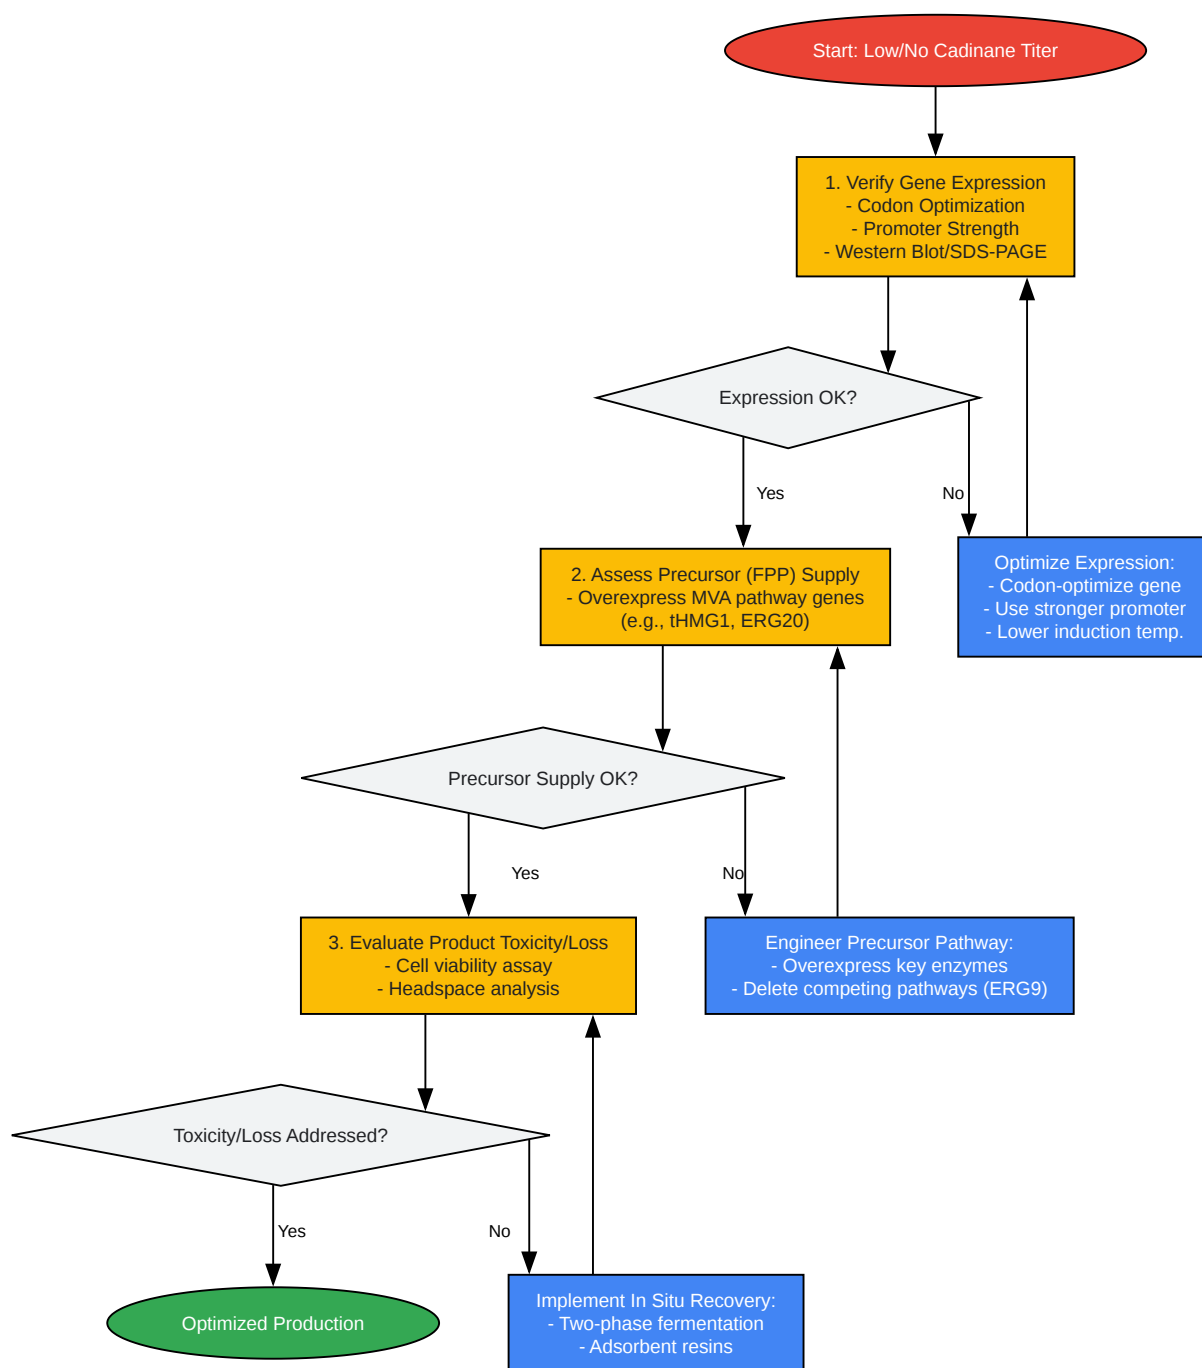 Start: Low/No Cadinane Titer
1. Verify Gene Expression
- Codon Optimization
- Promoter Strength
- Western Blot/SDS-PAGE
Expression OK?
Yes
No
Optimize Expression:
- Codon-optimize gene
- Use stronger promoter
- Lower induction temp.
2. Assess Precursor (FPP) Supply
- Overexpress MVA pathway genes
(e.g., tHMG1, ERG20)
Precursor Supply OK?
Yes
No
3. Evaluate Product Toxicity/Loss
- Cell viability assay
- Headspace analysis
Engineer Precursor Pathway:
- Overexpress key enzymes
- Delete competing pathways (ERG9)
Toxicity/Loss Addressed?
Yes
No
Optimized Production
Implement In Situ Recovery:
- Two-phase fermentation
- Adsorbent resins